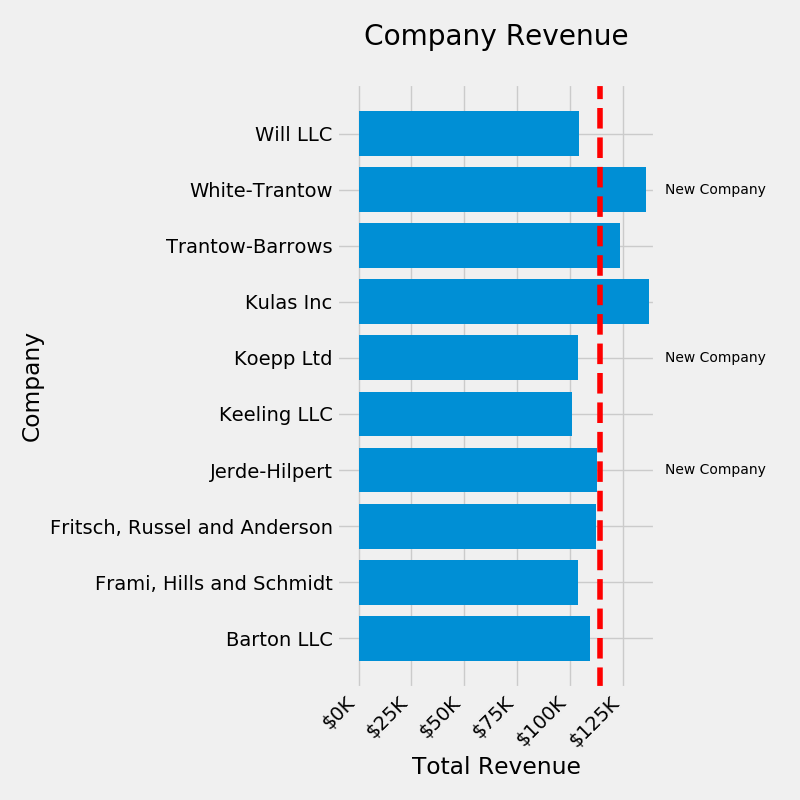 Company Revenue
Will LLC
White-Trantow New Company
Trantow-Barrows
Kulas Inc
Koepp Ltd New Company
Keeling LLC
Jerde-Hilpert New Company
Fritsch, Russel and Anderson
Frami, Hills and Schmidt
Barton LLC
Company
$0K $25K $50K $75K $100K $125K
Total Revenue